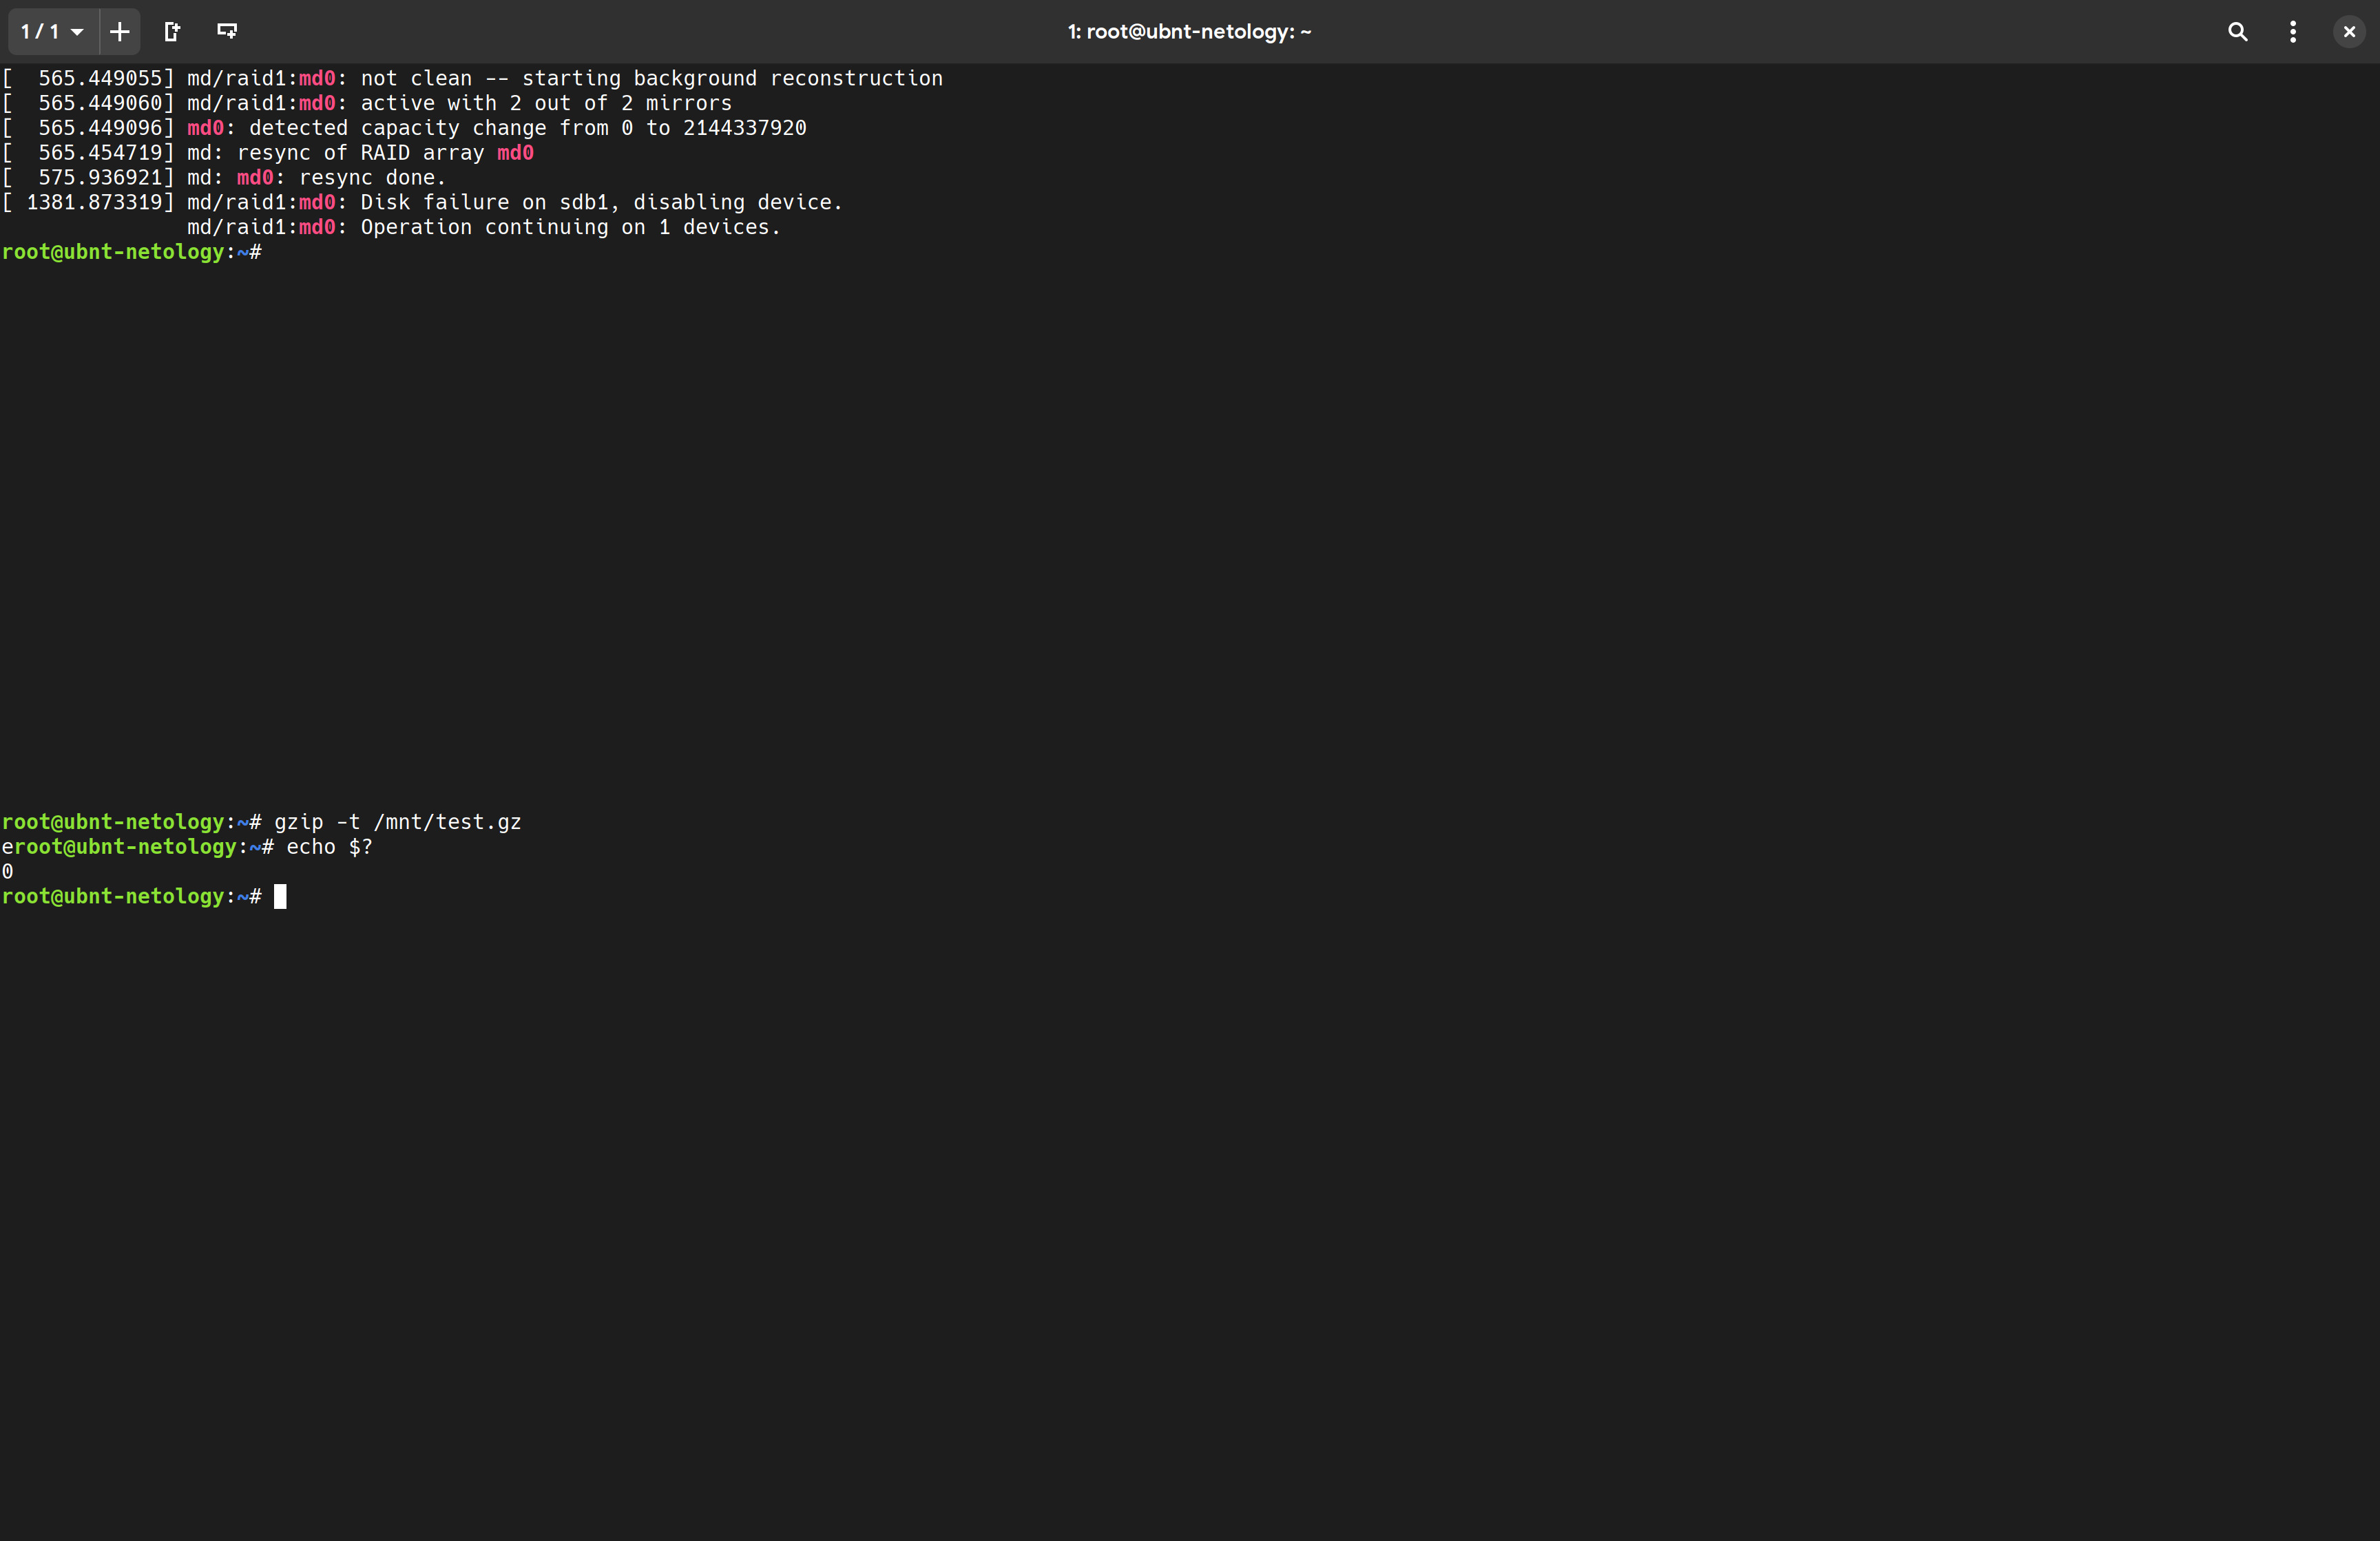 1 / 1
1: root@ubnt-netology: ~
[  565.449055] md/raid1:md0: not clean -- starting background reconstruction
[  565.449060] md/raid1:md0: active with 2 out of 2 mirrors
[  565.449096] md0: detected capacity change from 0 to 2144337920
[  565.454719] md: resync of RAID array md0
[  575.936921] md: md0: resync done.
[ 1381.873319] md/raid1:md0: Disk failure on sdb1, disabling device.
               md/raid1:md0: Operation continuing on 1 devices.
root@ubnt-netology:~#
root@ubnt-netology:~# gzip -t /mnt/test.gz
eroot@ubnt-netology:~# echo $?
0
root@ubnt-netology:~#